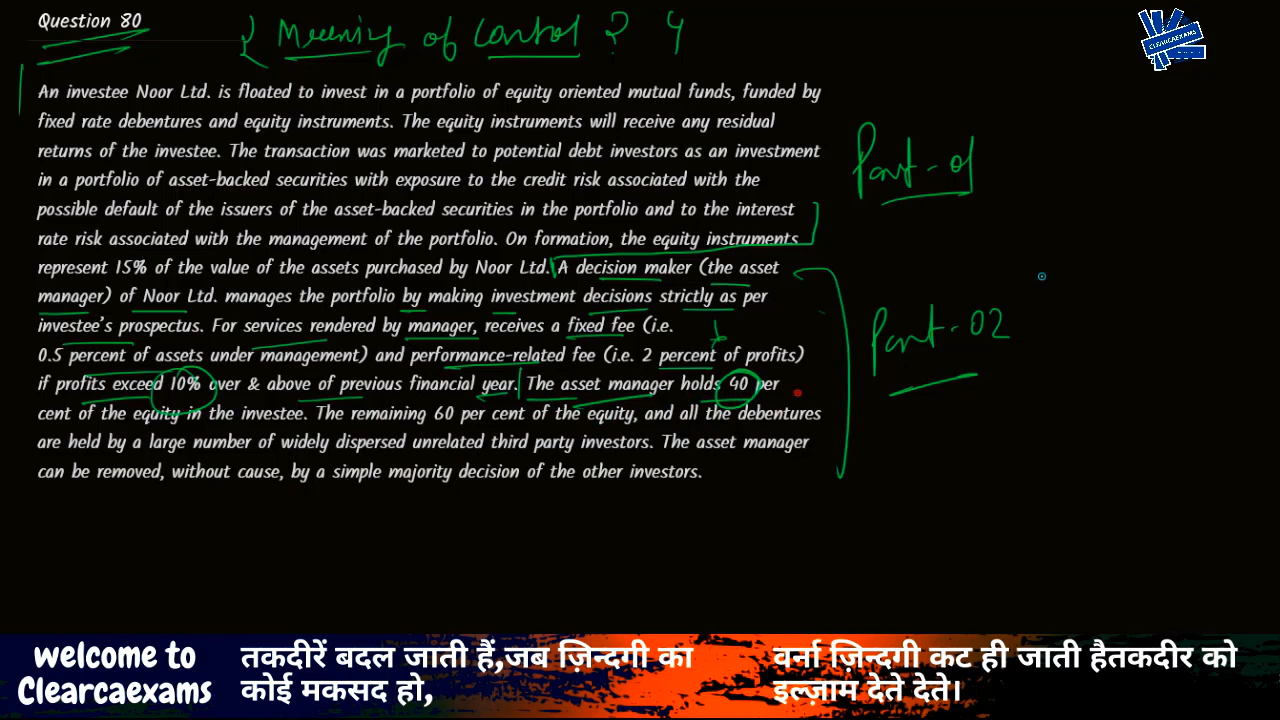 Question 80
{ Meaning of Control ? }
CLEARCAEXAMS
An investee Noor Ltd. is floated to invest in a portfolio of equity oriented mutual funds, funded by
fixed rate debentures and equity instruments. The equity instruments will receive any residual
returns of the investee. The transaction was marketed to potential debt investors as an investment
in a portfolio of asset-backed securities with exposure to the credit risk associated with the
possible default of the issuers of the asset-backed securities in the portfolio and to the interest
rate risk associated with the management of the portfolio. On formation, the equity instruments
represent 15% of the value of the assets purchased by Noor Ltd. A decision maker (the asset
manager) of Noor Ltd. manages the portfolio by making investment decisions strictly as per
investee's prospectus. For services rendered by manager, receives a fixed fee (i.e.
0.5 percent of assets under management) and performance-related fee (i.e. 2 percent of profits)
if profits exceed 10% over & above of previous financial year. The asset manager holds 40 per
cent of the equity in the investee. The remaining 60 per cent of the equity, and all the debentures
are held by a large number of widely dispersed unrelated third party investors. The asset manager
can be removed, without cause, by a simple majority decision of the other investors.
Part - 01
Part - 02
welcome to
Clearcaexams
तकदीरें बदल जाती हैं,जब ज़िन्दगी का
कोई मकसद हो,
वर्ना ज़िन्दगी कट ही जाती हैतकदीर को
इल्ज़ाम देते देते।